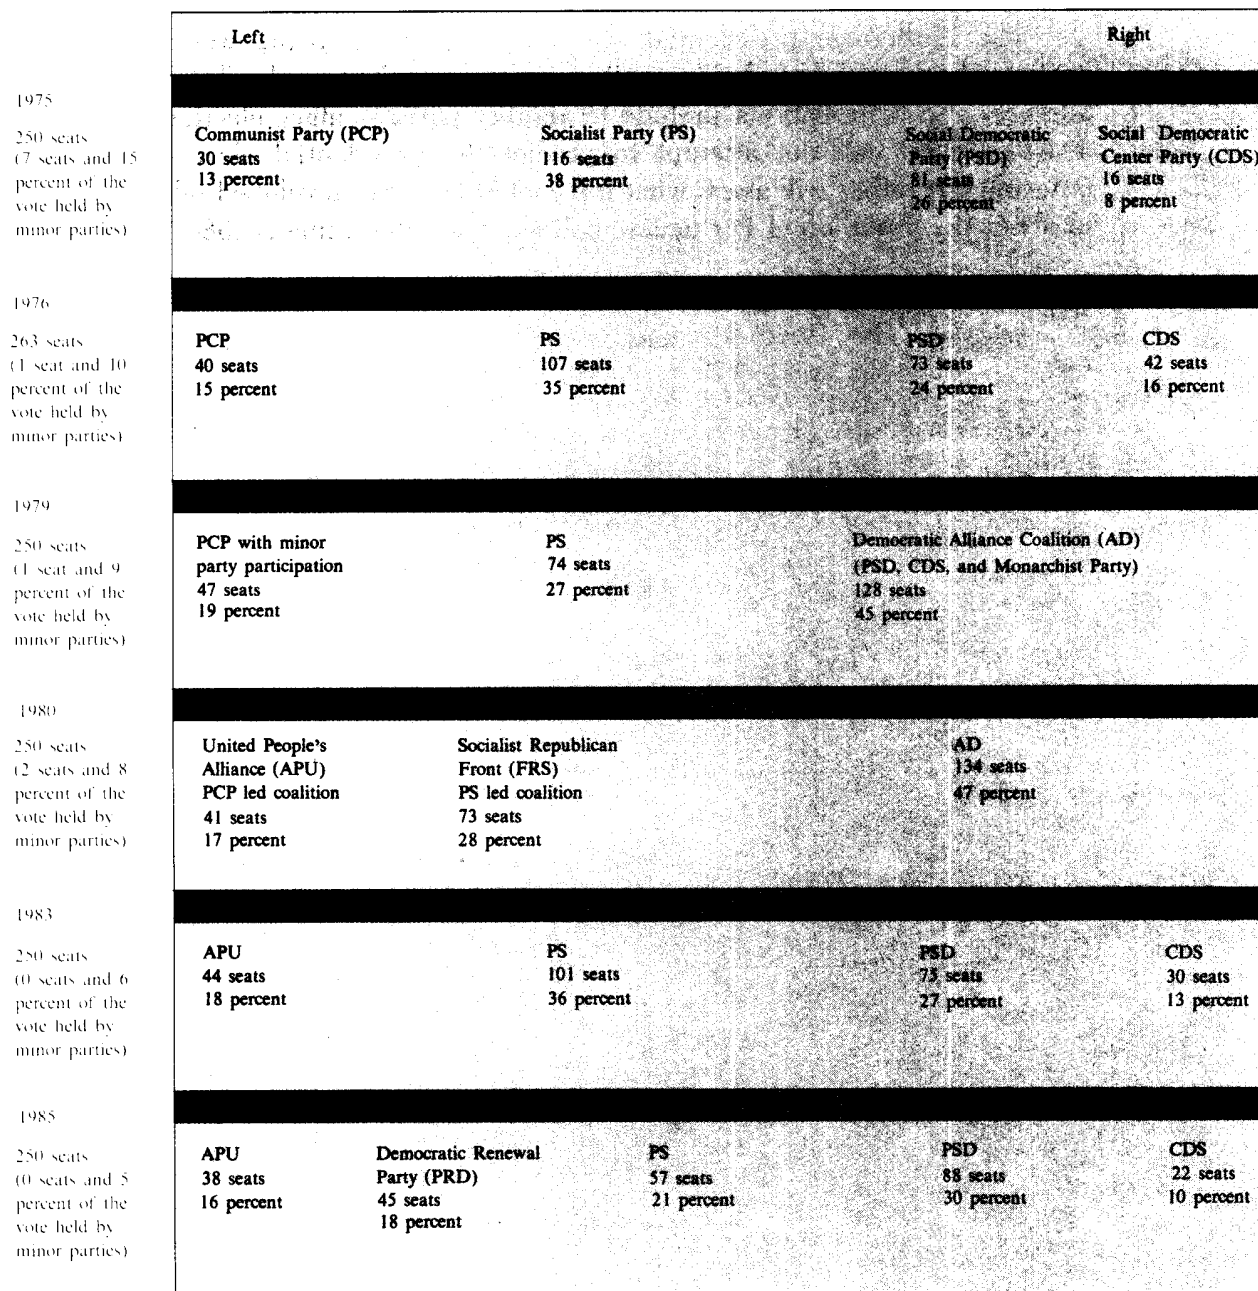 Left
Right
1975
250 seats
(7 seats and 15
percent of the
vote held by
minor parties)
Communist Party (PCP)
30 seats
13 percent
Socialist Party (PS)
116 seats
38 percent
Social Democratic
Party (PSD)
81 seats
26 percent
Social Democratic
Center Party (CDS)
16 seats
8 percent
1976
263 seats
(1 seat and 10
percent of the
vote held by
minor parties)
PCP
40 seats
15 percent
PS
107 seats
35 percent
PSD
73 seats
24 percent
CDS
42 seats
16 percent
1979
250 seats
(1 seat and 9
percent of the
vote held by
minor parties)
PCP with minor
party participation
47 seats
19 percent
PS
74 seats
27 percent
Democratic Alliance Coalition (AD)
(PSD, CDS, and Monarchist Party)
128 seats
45 percent
1980
250 seats
(2 seats and 8
percent of the
vote held by
minor parties)
United People's
Alliance (APU)
PCP led coalition
41 seats
17 percent
Socialist Republican
Front (FRS)
PS led coalition
73 seats
28 percent
AD
134 seats
47 percent
1983
250 seats
(0 seats and 6
percent of the
vote held by
minor parties)
APU
44 seats
18 percent
PS
101 seats
36 percent
PSD
75 seats
27 percent
CDS
30 seats
13 percent
1985
250 seats
(0 seats and 5
percent of the
vote held by
minor parties)
APU
38 seats
16 percent
Democratic Renewal
Party (PRD)
45 seats
18 percent
PS
57 seats
21 percent
PSD
88 seats
30 percent
CDS
22 seats
10 percent